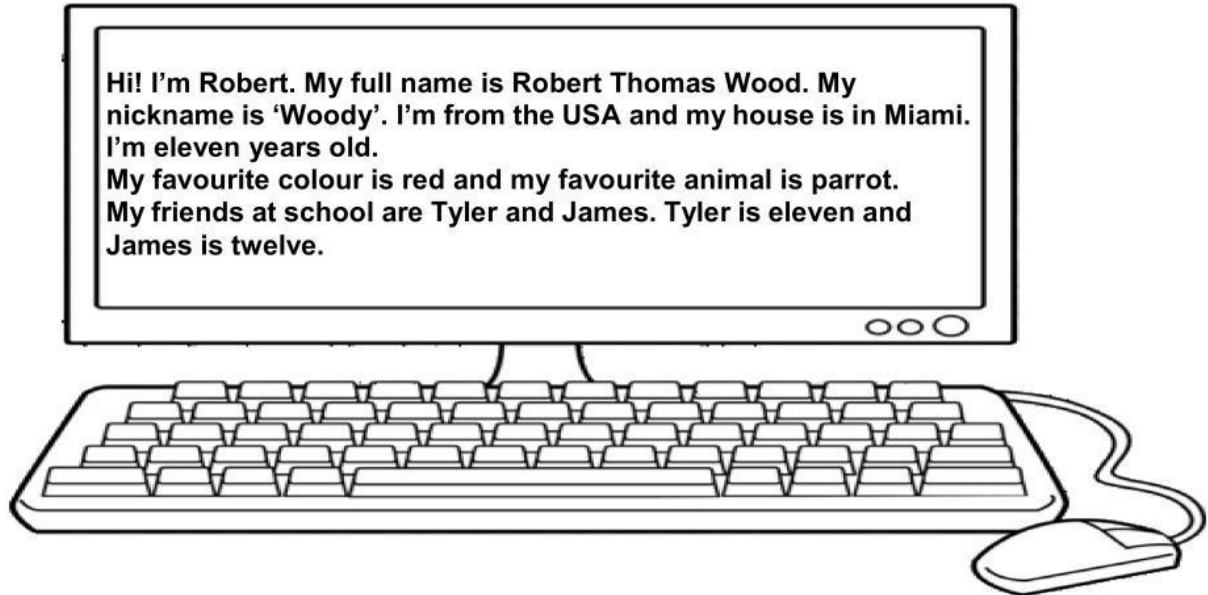 Hi! I’m Robert. My full name is Robert Thomas Wood. My
nickname is ‘Woody’. I’m from the USA and my house is in Miami.
I’m eleven years old.
My favourite colour is red and my favourite animal is parrot.
My friends at school are Tyler and James. Tyler is eleven and
James is twelve.